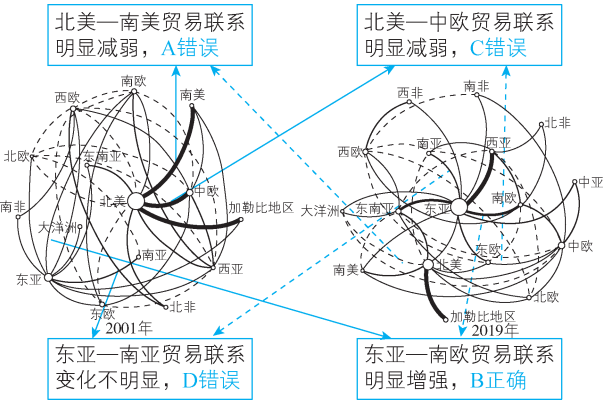 北美—南美贸易联系
明显减弱，A错误
北美—中欧贸易联系
明显减弱，C错误
南欧
西欧
南美
北欧
东南亚
北美
中欧
南非
大洋洲
加勒比地区
南亚
西亚
东亚
东欧
北非
2001年
西非
南非
北非
西欧
南亚
西亚
中亚
大洋洲
东南亚
东亚
南欧
中欧
东欧
南美
北美
北欧
加勒比地区
2019年
东亚—南亚贸易联系
变化不明显，D错误
东亚—南欧贸易联系
明显增强，B正确